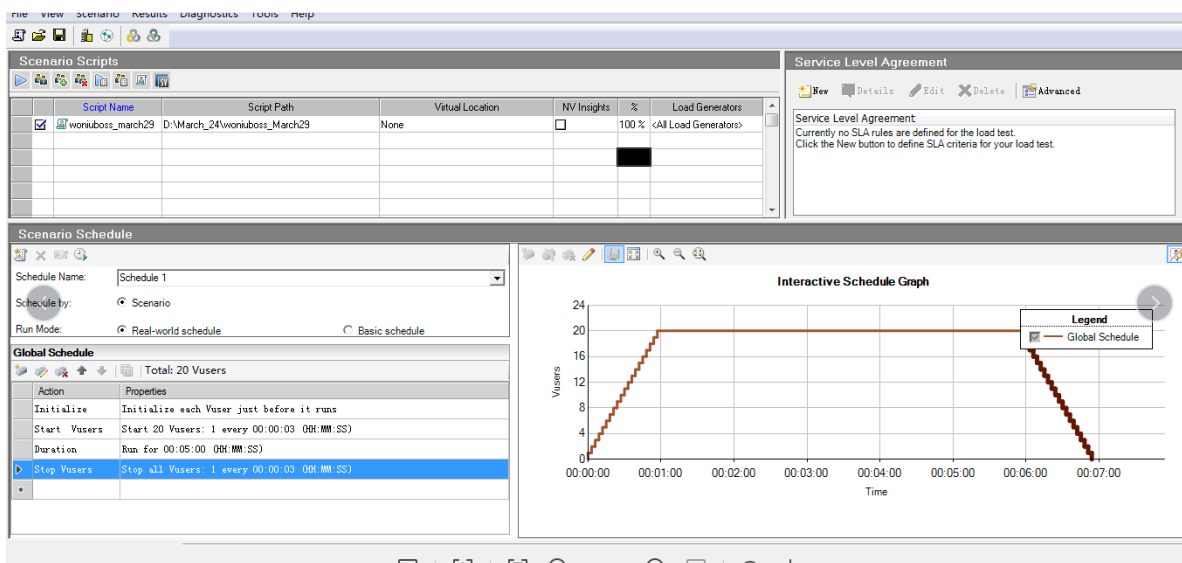 File View Scenario Results Diagnostics Tools Help
Scenario Scripts
Script Name Script Path Virtual Location NV Insights % Load Generators
woniuboss_march29 D:\March_24\woniuboss_March29 None 100 % <All Load Generators>
Service Level Agreement
New Details Edit Delete Advanced
Service Level Agreement
Currently no SLA rules are defined for the load test.
Click the New button to define SLA criteria for your load test.
Scenario Schedule
Schedule Name: Schedule 1
Schedule by: Scenario
Run Mode: Real-world schedule Basic schedule
Global Schedule
Total: 20 Vusers
Action Properties
Initialize Initialize each Vuser just before it runs
Start Vusers Start 20 Vusers: 1 every 00:00:03 (HH:MM:SS)
Duration Run for 00:05:00 (HH:MM:SS)
Stop Vusers Stop all Vusers: 1 every 00:00:03 (HH:MM:SS)
*
Interactive Schedule Graph
Legend
Global Schedule
Vusers
24
20
16
12
8
4
0
00:00:00 00:01:00 00:02:00 00:03:00 00:04:00 00:05:00 00:06:00 00:07:00
Time